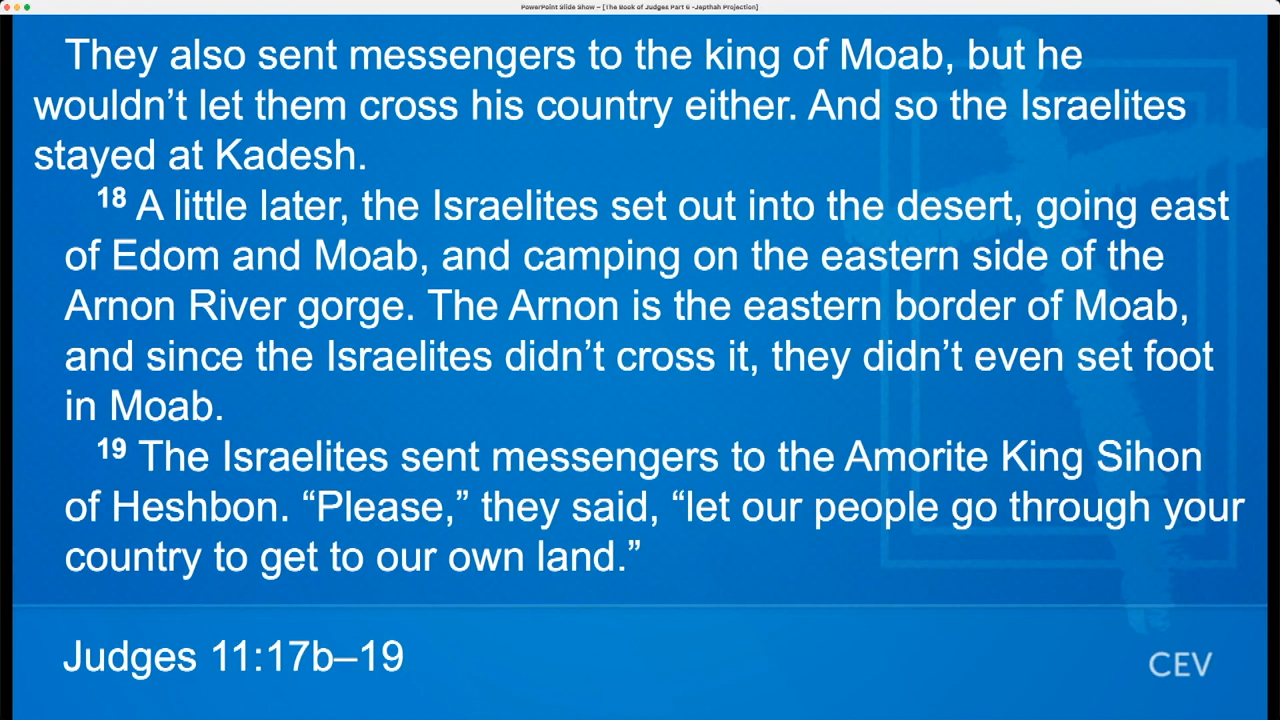 PowerPoint Slide Show – [The Book of Judges Part 6 -Jepthah Projection]
They also sent messengers to the king of Moab, but he
wouldn’t let them cross his country either. And so the Israelites
stayed at Kadesh.
18 A little later, the Israelites set out into the desert, going east
of Edom and Moab, and camping on the eastern side of the
Arnon River gorge. The Arnon is the eastern border of Moab,
and since the Israelites didn’t cross it, they didn’t even set foot
in Moab.
19 The Israelites sent messengers to the Amorite King Sihon
of Heshbon. “Please,” they said, “let our people go through your
country to get to our own land.”
Judges 11:17b–19
CEV